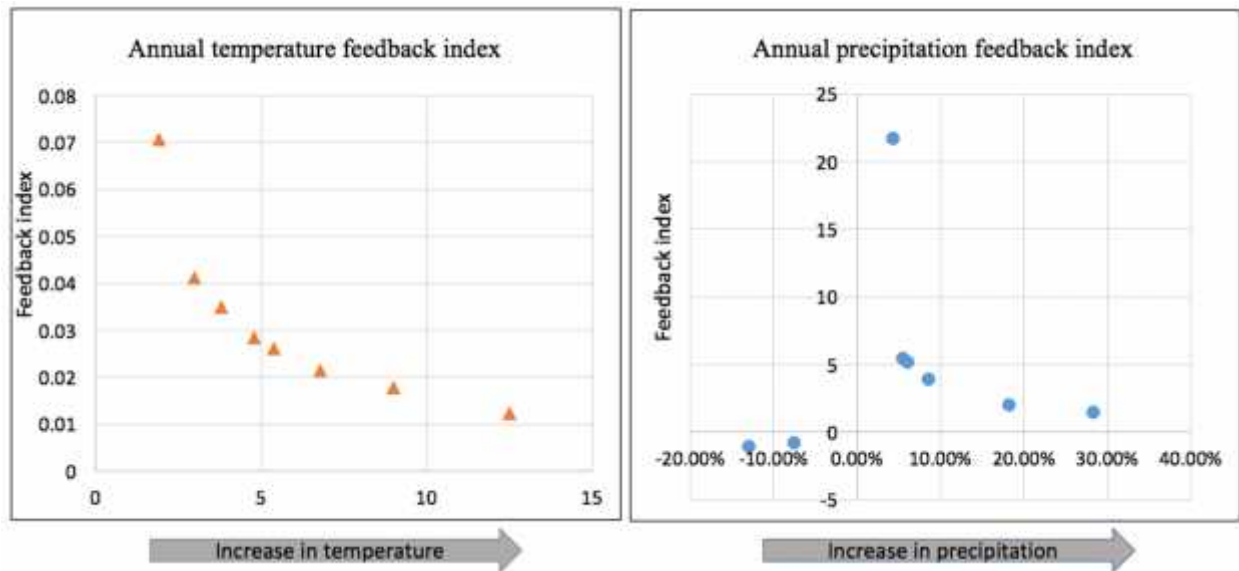 Annual temperature feedback index
0.08
0.07
0.06
0.05
0.04
0.03
0.02
0.01
0
Feedback index
0 5 10 15
Increase in temperature
Annual precipitation feedback index
25
20
15
10
5
0
-5
Feedback index
-20.00% -10.00% 0.00% 10.00% 20.00% 30.00% 40.00%
Increase in precipitation